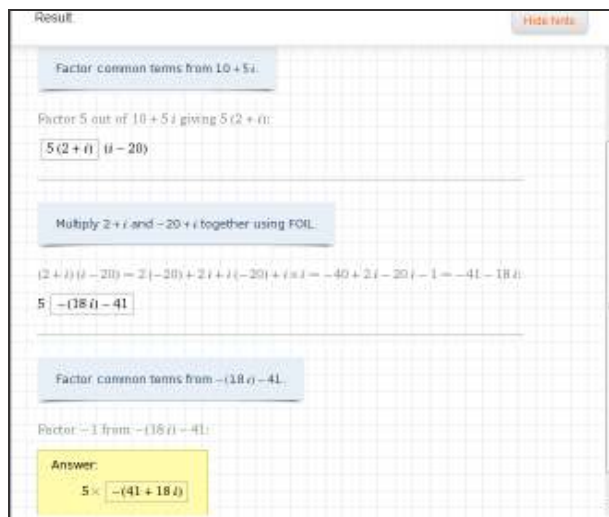 Result:
Hide hints
Factor common terms from 10 + 5 i.
Factor 5 out of 10 + 5 i giving 5 (2 + i):
5 (2 + i) (i − 20)
Multiply 2 + i and −20 + i together using FOIL.
(2 + i) (i − 20) = 2 (−20) + 2 i + i (−20) + i × i = −40 + 2 i − 20 i − 1 = −41 − 18 i:
5 −(18 i) − 41
Factor common terms from −(18 i) − 41.
Factor −1 from −(18 i) − 41:
Answer:
5 × −(41 + 18 i)